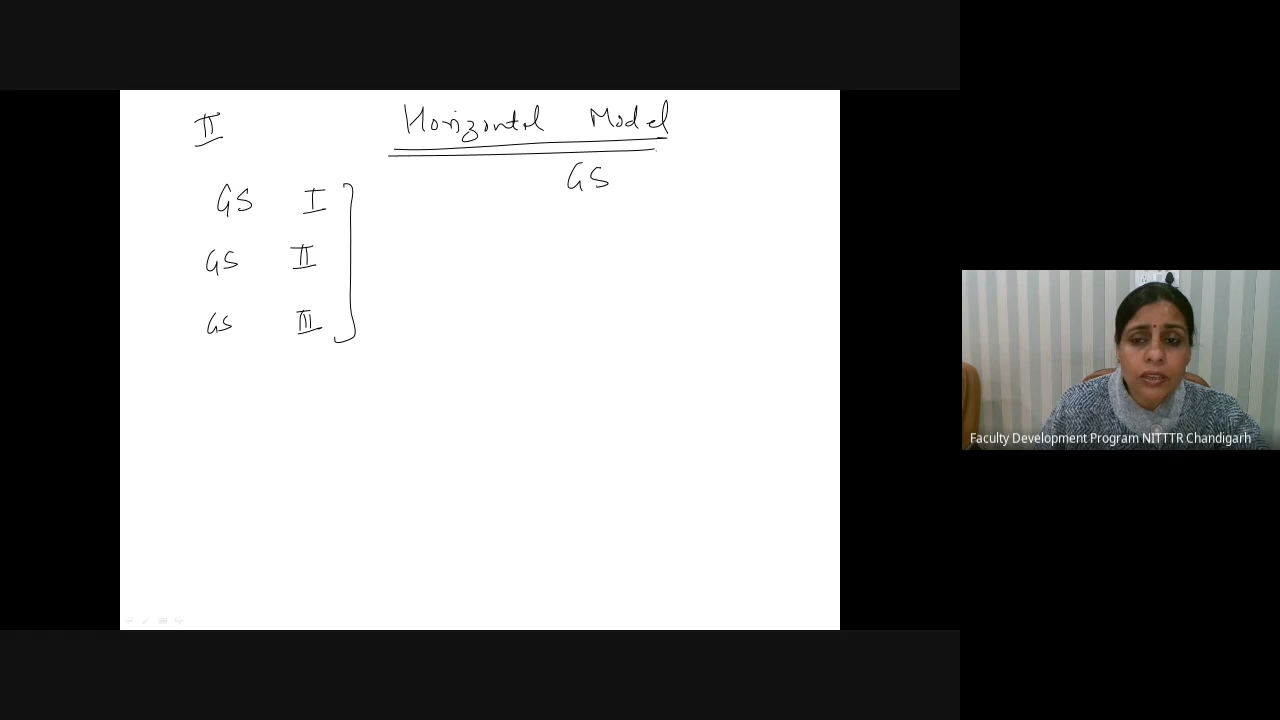 II Horizontal Model
GS
GS I
GS II
GS III
Faculty Development Program NITTTR Chandigarh